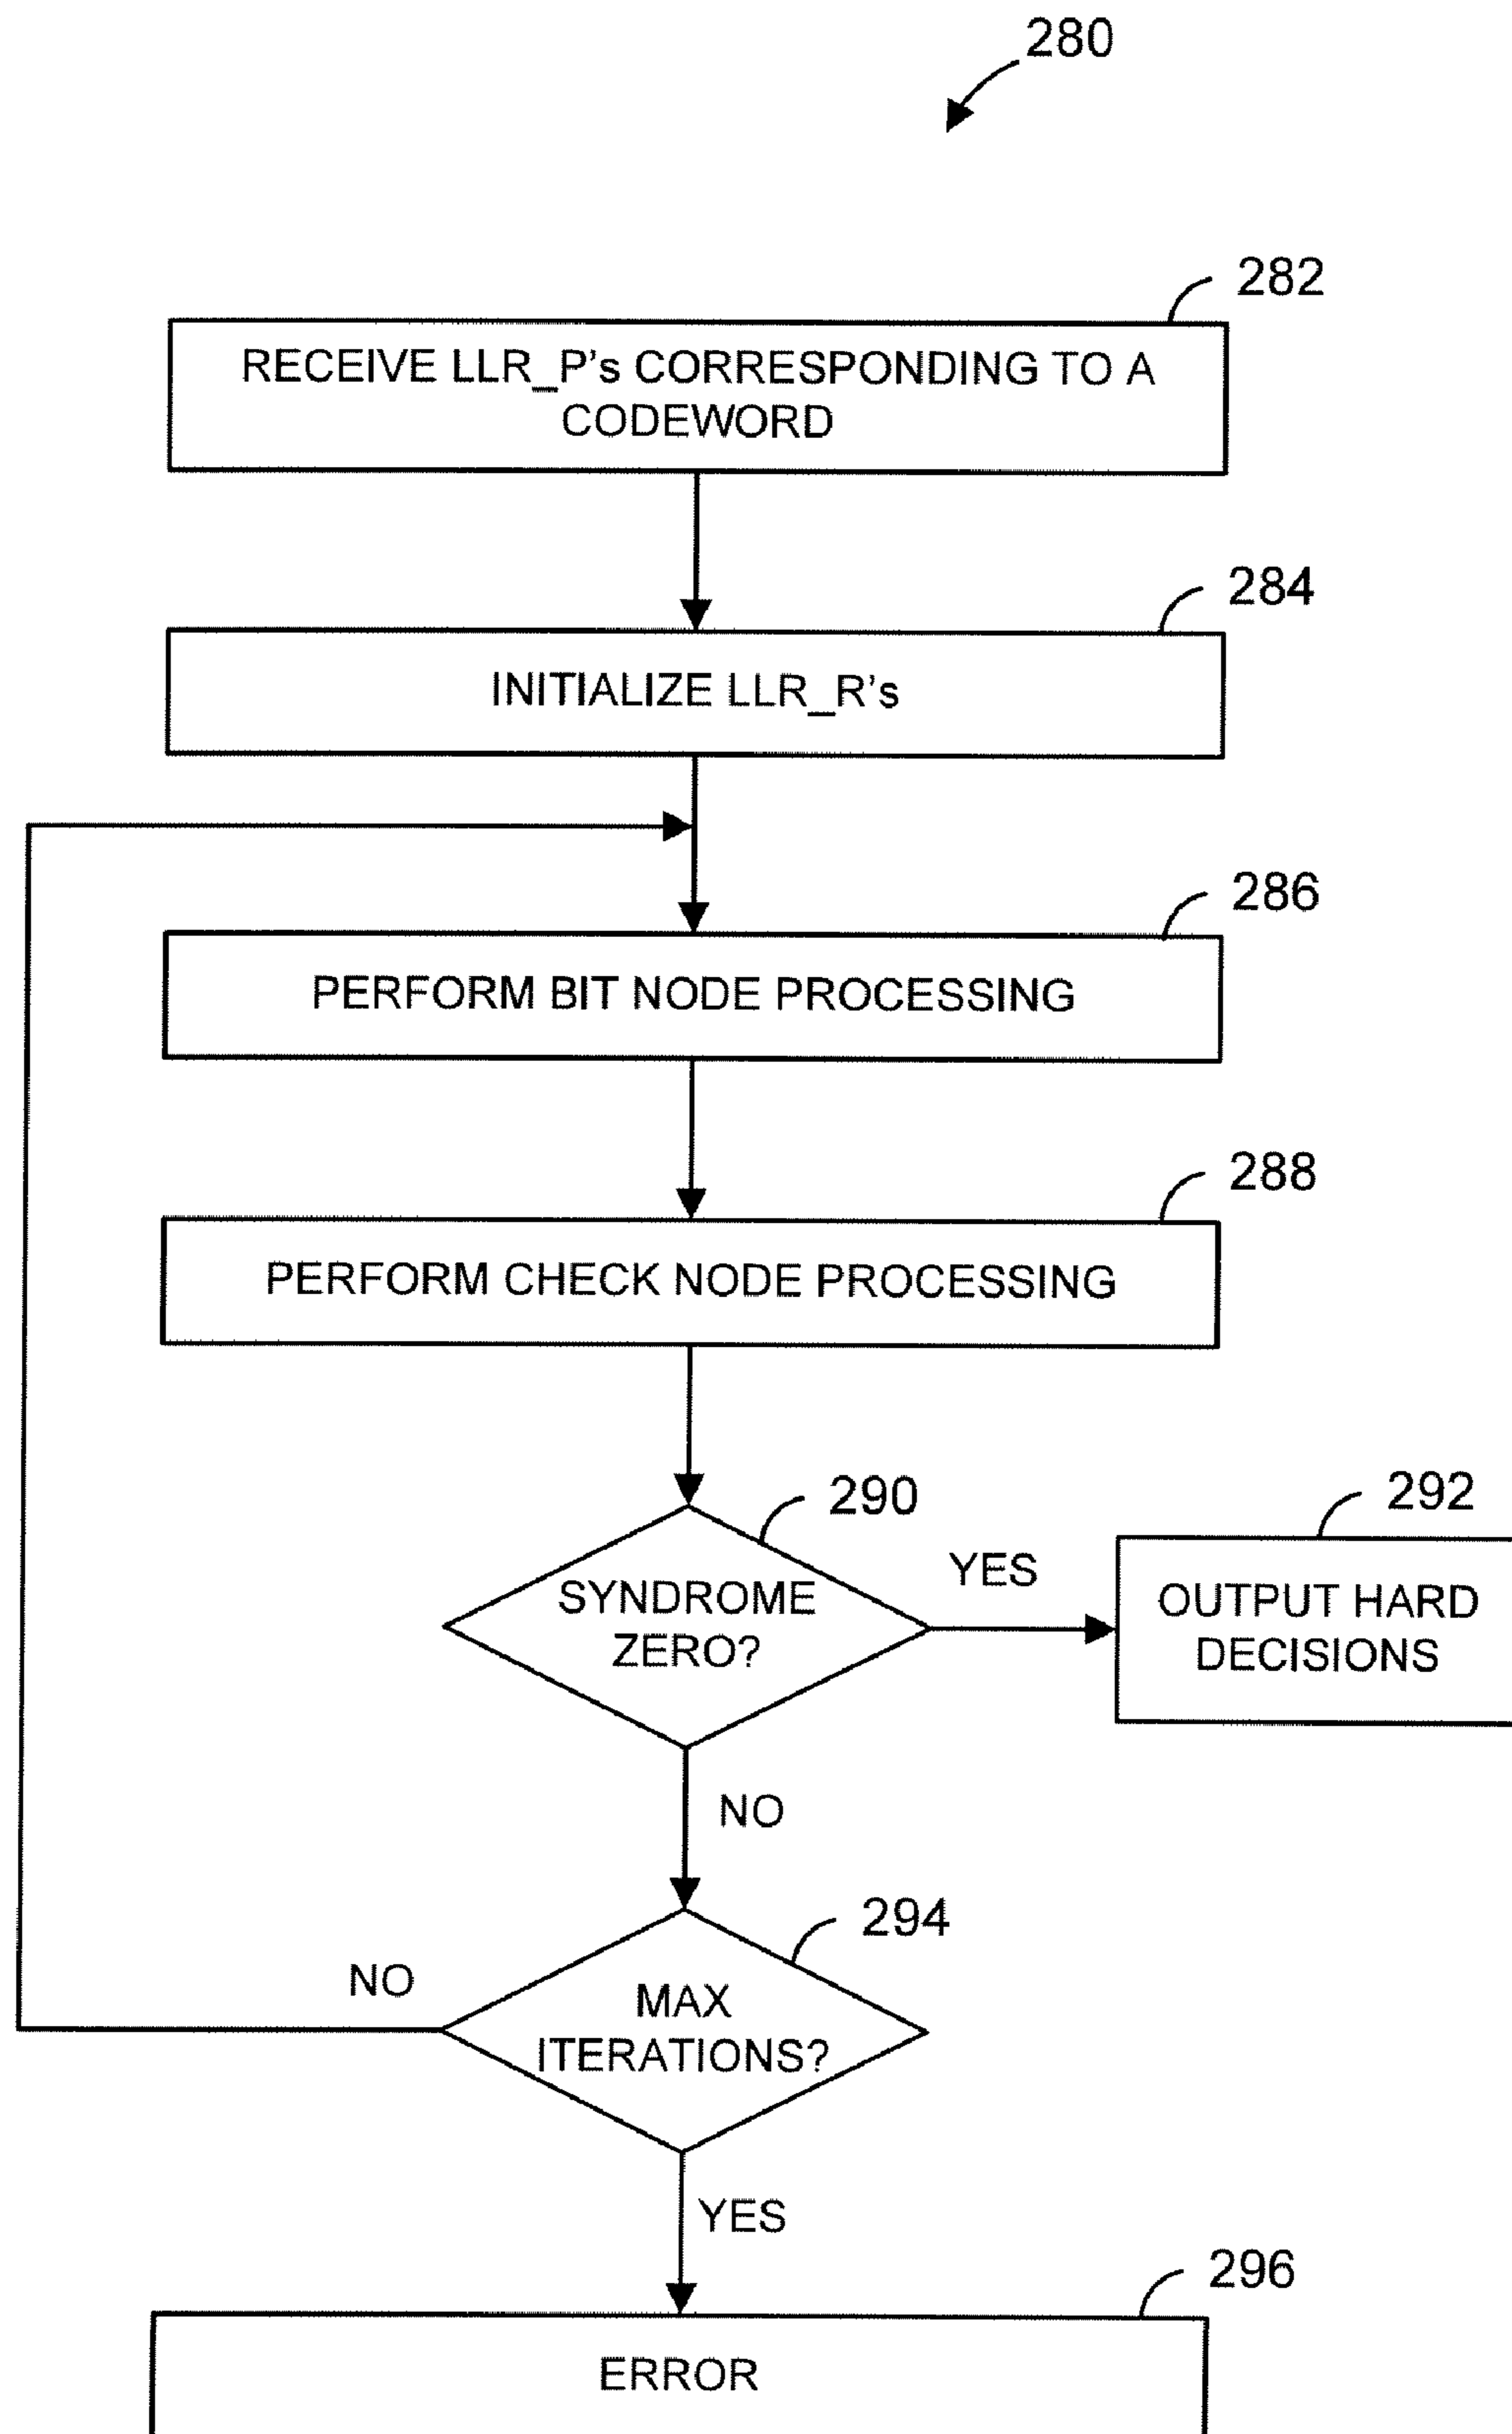 280
282
RECEIVE LLR_P's CORRESPONDING TO A
CODEWORD
284
INITIALIZE LLR_R's
286
PERFORM BIT NODE PROCESSING
288
PERFORM CHECK NODE PROCESSING
290
SYNDROME
ZERO?
YES
292
OUTPUT HARD
DECISIONS
NO
294
MAX
ITERATIONS?
NO
YES
296
ERROR